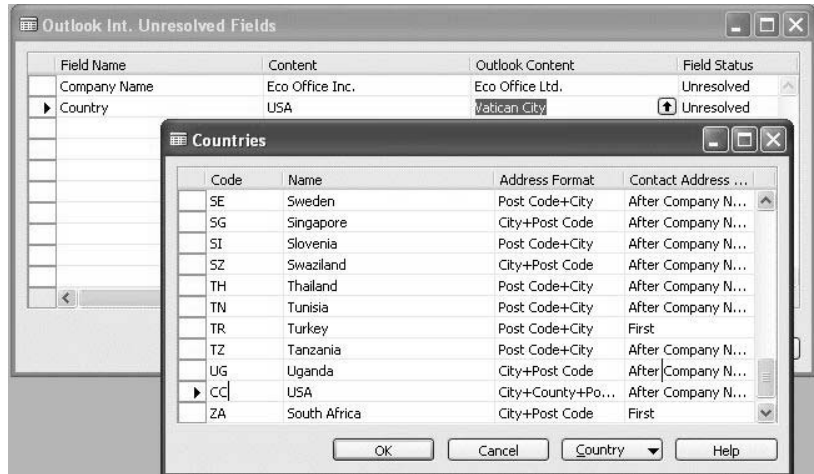 Outlook Int. Unresolved Fields
Field Name Content Outlook Content Field Status
Company Name Eco Office Inc. Eco Office Ltd. Unresolved
Country USA Vatican City Unresolved
Countries
Code Name Address Format Contact Address ...
SE Sweden Post Code+City After Company N...
SG Singapore City+Post Code After Company N...
SI Slovenia Post Code+City After Company N...
SZ Swaziland City+Post Code After Company N...
TH Thailand Post Code+City After Company N...
TN Tunisia Post Code+City After Company N...
TR Turkey Post Code+City First
TZ Tanzania Post Code+City After Company N...
UG Uganda City+Post Code After Company N...
CC USA City+County+Po... After Company N...
ZA South Africa City+Post Code First
OK Cancel Country Help